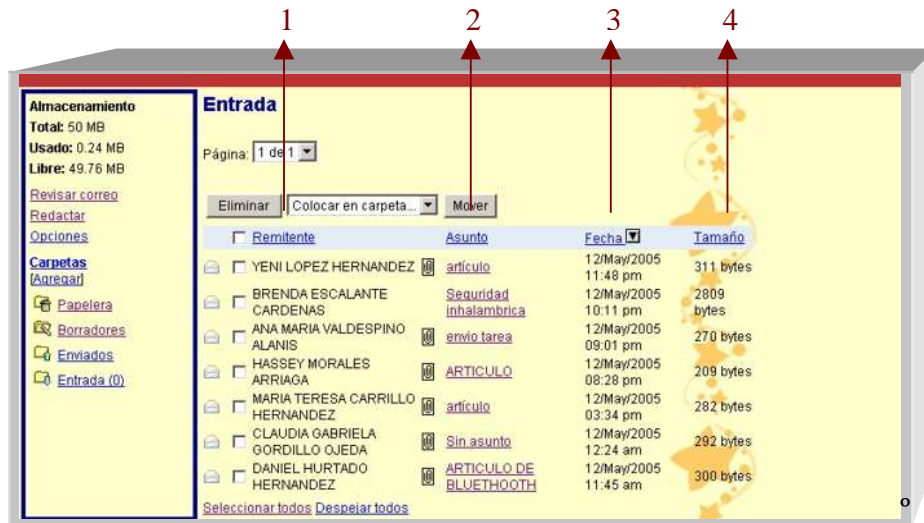 1 2 3 4
Almacenamiento
Total: 50 MB
Usado: 0.24 MB
Libre: 49.76 MB
Revisar correo
Redactar
Opciones
Carpetas
[Agregar]
Papelera
Borradores
Enviados
Entrada (0)
Entrada
Página: 1 de 1
Eliminar Colocar en carpeta... Mover
Remitente Asunto Fecha Tamaño
YENI LOPEZ HERNANDEZ artículo 12/May/2005 11:48 pm 311 bytes
BRENDA ESCALANTE CARDENAS Seguridad inhalambrica 12/May/2005 10:11 pm 2809 bytes
ANA MARIA VALDESPINO ALANIS envio tarea 12/May/2005 09:01 pm 270 bytes
HASSEY MORALES ARRIAGA ARTICULO 12/May/2005 08:28 pm 209 bytes
MARIA TERESA CARRILLO HERNANDEZ artículo 12/May/2005 03:34 pm 282 bytes
CLAUDIA GABRIELA GORDILLO OJEDA Sin asunto 12/May/2005 12:24 am 292 bytes
DANIEL HURTADO HERNANDEZ ARTICULO DE BLUETHOOTH 12/May/2005 11:45 am 300 bytes
Seleccionar todos Despejar todos
o